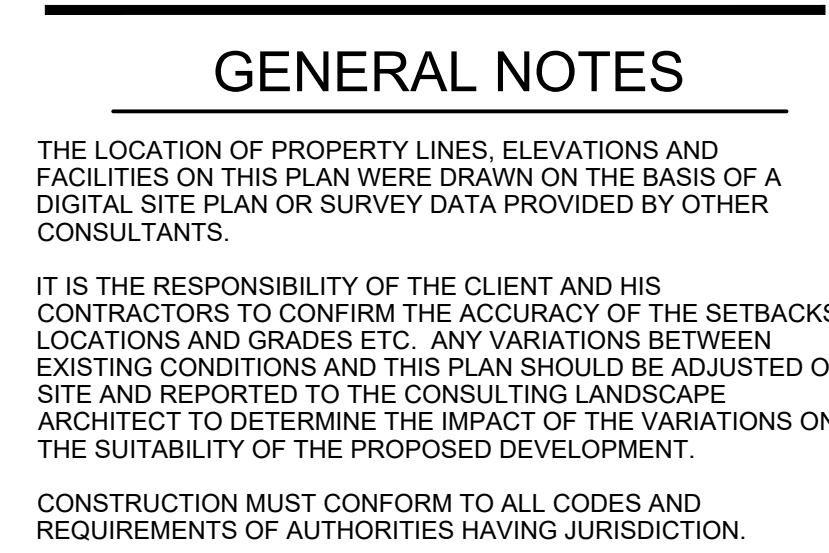 GENERAL NOTES
THE LOCATION OF PROPERTY LINES, ELEVATIONS AND
FACILITIES ON THIS PLAN WERE DRAWN ON THE BASIS OF A
DIGITAL SITE PLAN OR SURVEY DATA PROVIDED BY OTHER
CONSULTANTS.
IT IS THE RESPONSIBILITY OF THE CLIENT AND HIS
CONTRACTORS TO CONFIRM THE ACCURACY OF THE SETBACKS
LOCATIONS AND GRADES ETC. ANY VARIATIONS BETWEEN
EXISTING CONDITIONS AND THIS PLAN SHOULD BE ADJUSTED O
SITE AND REPORTED TO THE CONSULTING LANDSCAPE
ARCHITECT TO DETERMINE THE IMPACT OF THE VARIATIONS ON
THE SUITABILITY OF THE PROPOSED DEVELOPMENT.
CONSTRUCTION MUST CONFORM TO ALL CODES AND
REQUIREMENTS OF AUTHORITIES HAVING JURISDICTION.